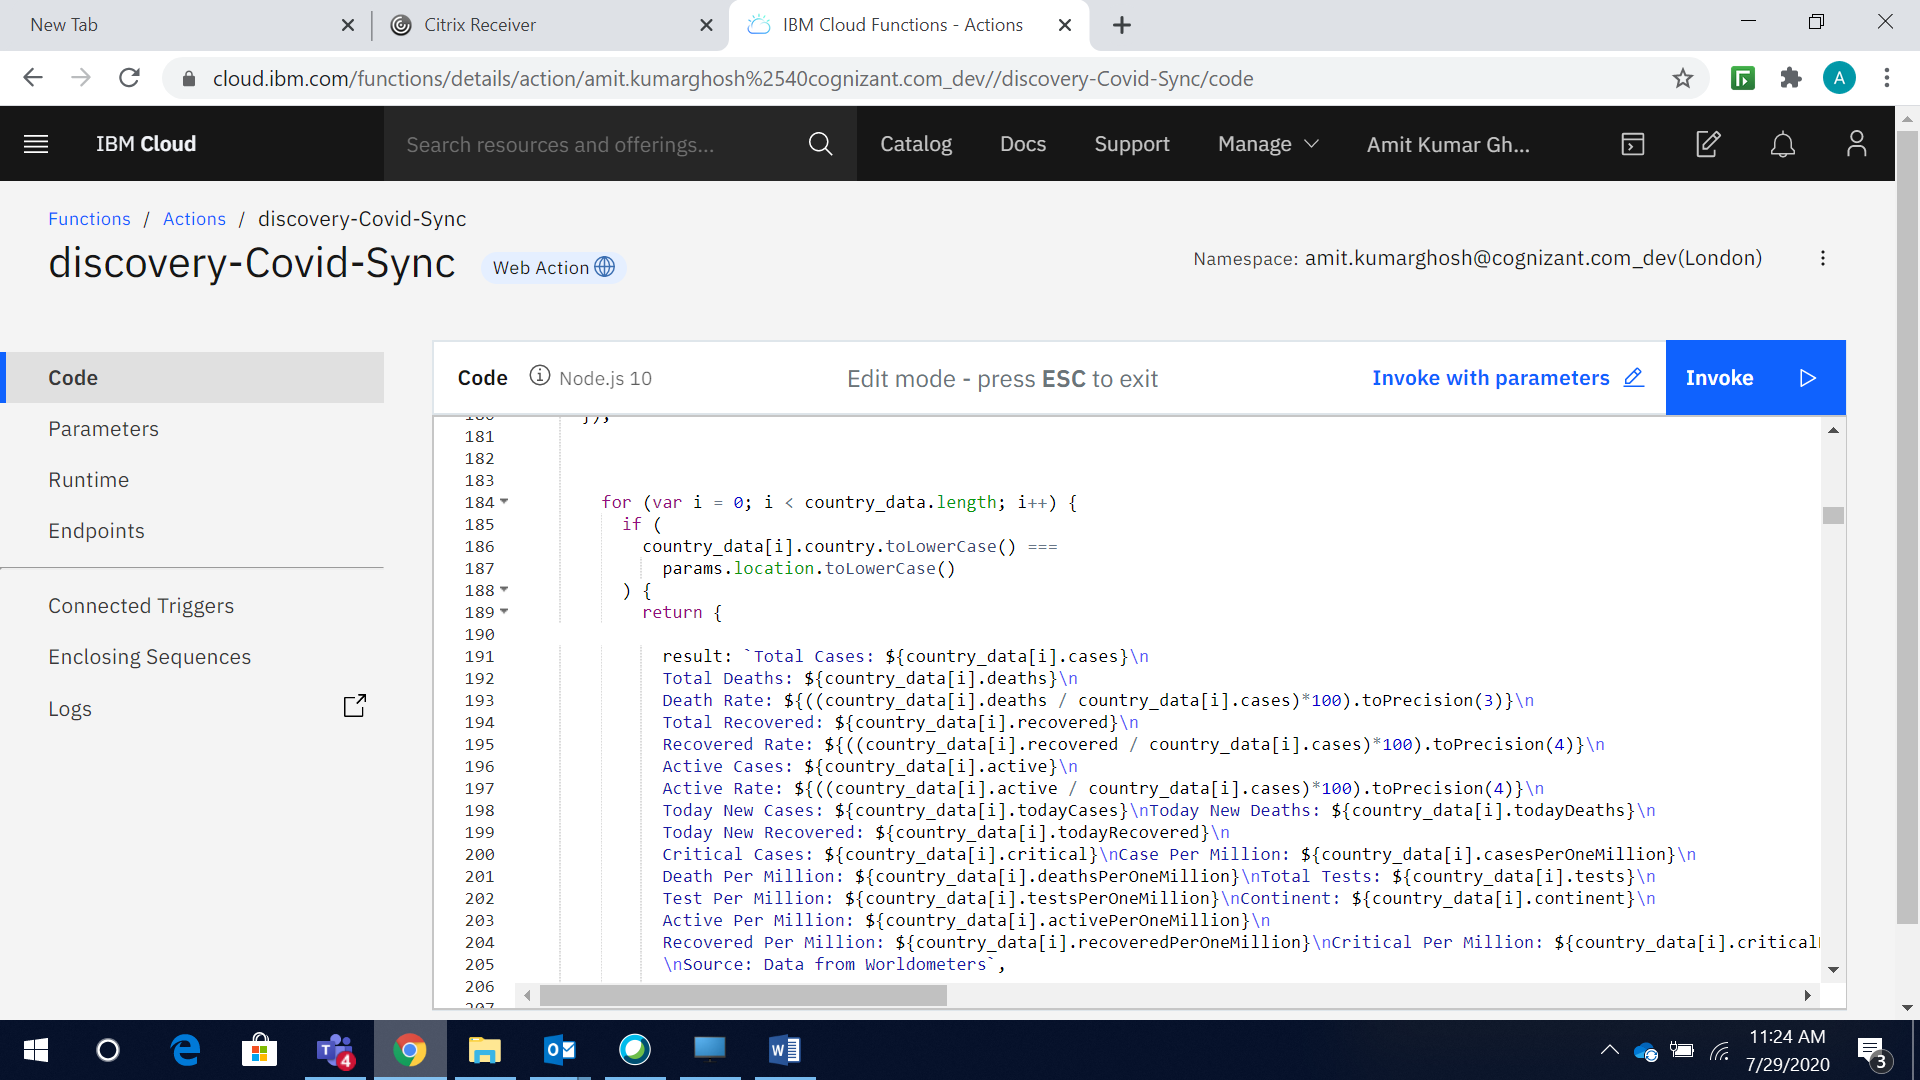 New Tab
Citrix Receiver
IBM Cloud Functions - Actions
cloud.ibm.com/functions/details/action/amit.kumarghosh%2540cognizant.com_dev//discovery-Covid-Sync/code
A
IBM Cloud
Search resources and offerings...
Catalog
Docs
Support
Manage
Amit Kumar Gh...
Functions / Actions / discovery-Covid-Sync
discovery-Covid-Sync
Web Action
Namespace: amit.kumarghosh@cognizant.com_dev(London)
Code
Parameters
Runtime
Endpoints
Connected Triggers
Enclosing Sequences
Logs
Code
Node.js 10
Edit mode - press ESC to exit
Invoke with parameters
Invoke
180 });
181
182
183
184 for (var i = 0; i < country_data.length; i++) {
185 if (
186 country_data[i].country.toLowerCase() ===
187 params.location.toLowerCase()
188 ) {
189 return {
190
191 result: `Total Cases: ${country_data[i].cases}\n
192 Total Deaths: ${country_data[i].deaths}\n
193 Death Rate: ${((country_data[i].deaths / country_data[i].cases)*100).toPrecision(3)}\n
194 Total Recovered: ${country_data[i].recovered}\n
195 Recovered Rate: ${((country_data[i].recovered / country_data[i].cases)*100).toPrecision(4)}\n
196 Active Cases: ${country_data[i].active}\n
197 Active Rate: ${((country_data[i].active / country_data[i].cases)*100).toPrecision(4)}\n
198 Today New Cases: ${country_data[i].todayCases}\nToday New Deaths: ${country_data[i].todayDeaths}\n
199 Today New Recovered: ${country_data[i].todayRecovered}\n
200 Critical Cases: ${country_data[i].critical}\nCase Per Million: ${country_data[i].casesPerOneMillion}\n
201 Death Per Million: ${country_data[i].deathsPerOneMillion}\nTotal Tests: ${country_data[i].tests}\n
202 Test Per Million: ${country_data[i].testsPerOneMillion}\nContinent: ${country_data[i].continent}\n
203 Active Per Million: ${country_data[i].activePerOneMillion}\n
204 Recovered Per Million: ${country_data[i].recoveredPerOneMillion}\nCritical Per Million: ${country_data[i].critical
205 \nSource: Data from Worldometers`,
206
207
4
11:24 AM
7/29/2020
3